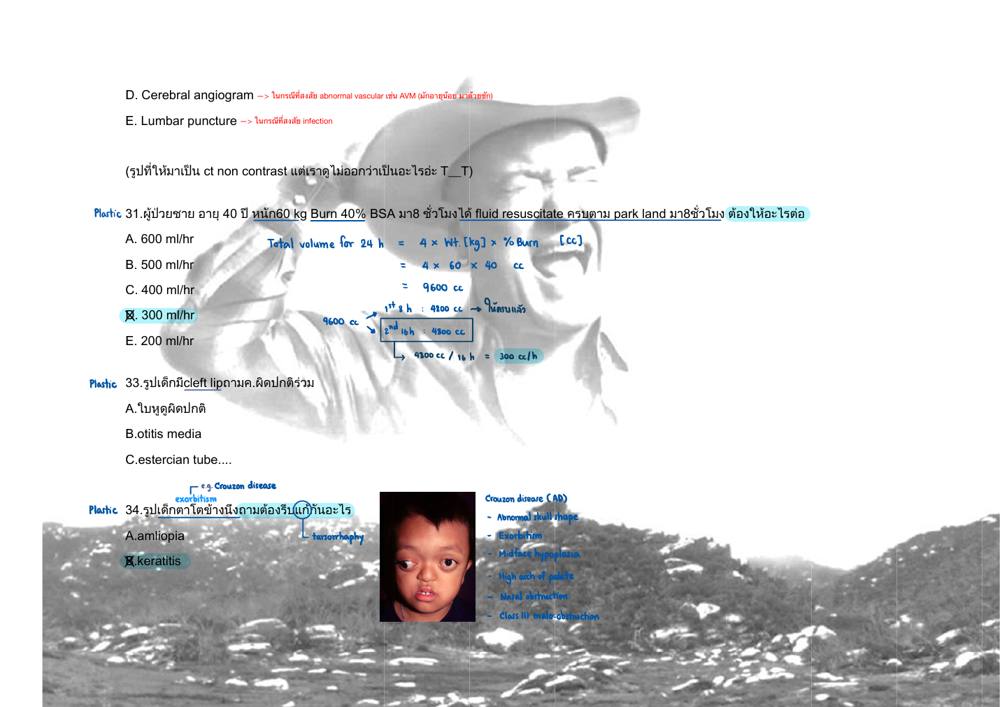 D. Cerebral angiogram —> ในกรณีที่สงสัย abnormal vascular เช่น AVM (มักอายุน้อย มาด้วยชัก)
E. Lumbar puncture —> ในกรณีที่สงสัย infection
(รูปที่ให้มาเป็น ct non contrast แต่เราดูไม่ออกว่าเป็นอะไรอ่ะ T__T)
Plastic 31.ผู้ป่วยชาย อายุ 40 ปี หนัก60 kg Burn 40% BSA มา8 ชั่วโมงได้ fluid resuscitate ครบตาม park land มา8ชั่วโมง ต้องให้อะไรต่อ
A. 600 ml/hr
Total volume for 24 h = 4 × Wt.[kg] × % Burn [cc]
B. 500 ml/hr
= 4 × 60 × 40 cc
C. 400 ml/hr
= 9600 cc
D. 300 ml/hr
9600 cc
1st 8 h : 4800 cc → ให้ครบแล้ว
2nd 16h : 4800 cc
E. 200 ml/hr
4800 cc / 16 h = 300 cc/h
Plastic 33.รูปเด็กมีcleft lipถามค.ผิดปกติร่วม
A.ใบหูดูผิดปกติ
B.otitis media
C.estercian tube....
e.g. Crouzon disease
exorbitism
Plastic 34.รูปเด็กตาโตข้างนึงถามต้องรีบแก้กันอะไร
tarsorrhaphy
A.amliopia
B.keratitis
Crouzon disease (AD)
- Abnormal skull shape
- Exorbitism
- Midface hypoplasia
- High arch of palate
- Nasal obstruction
- Class III malo-obstruction